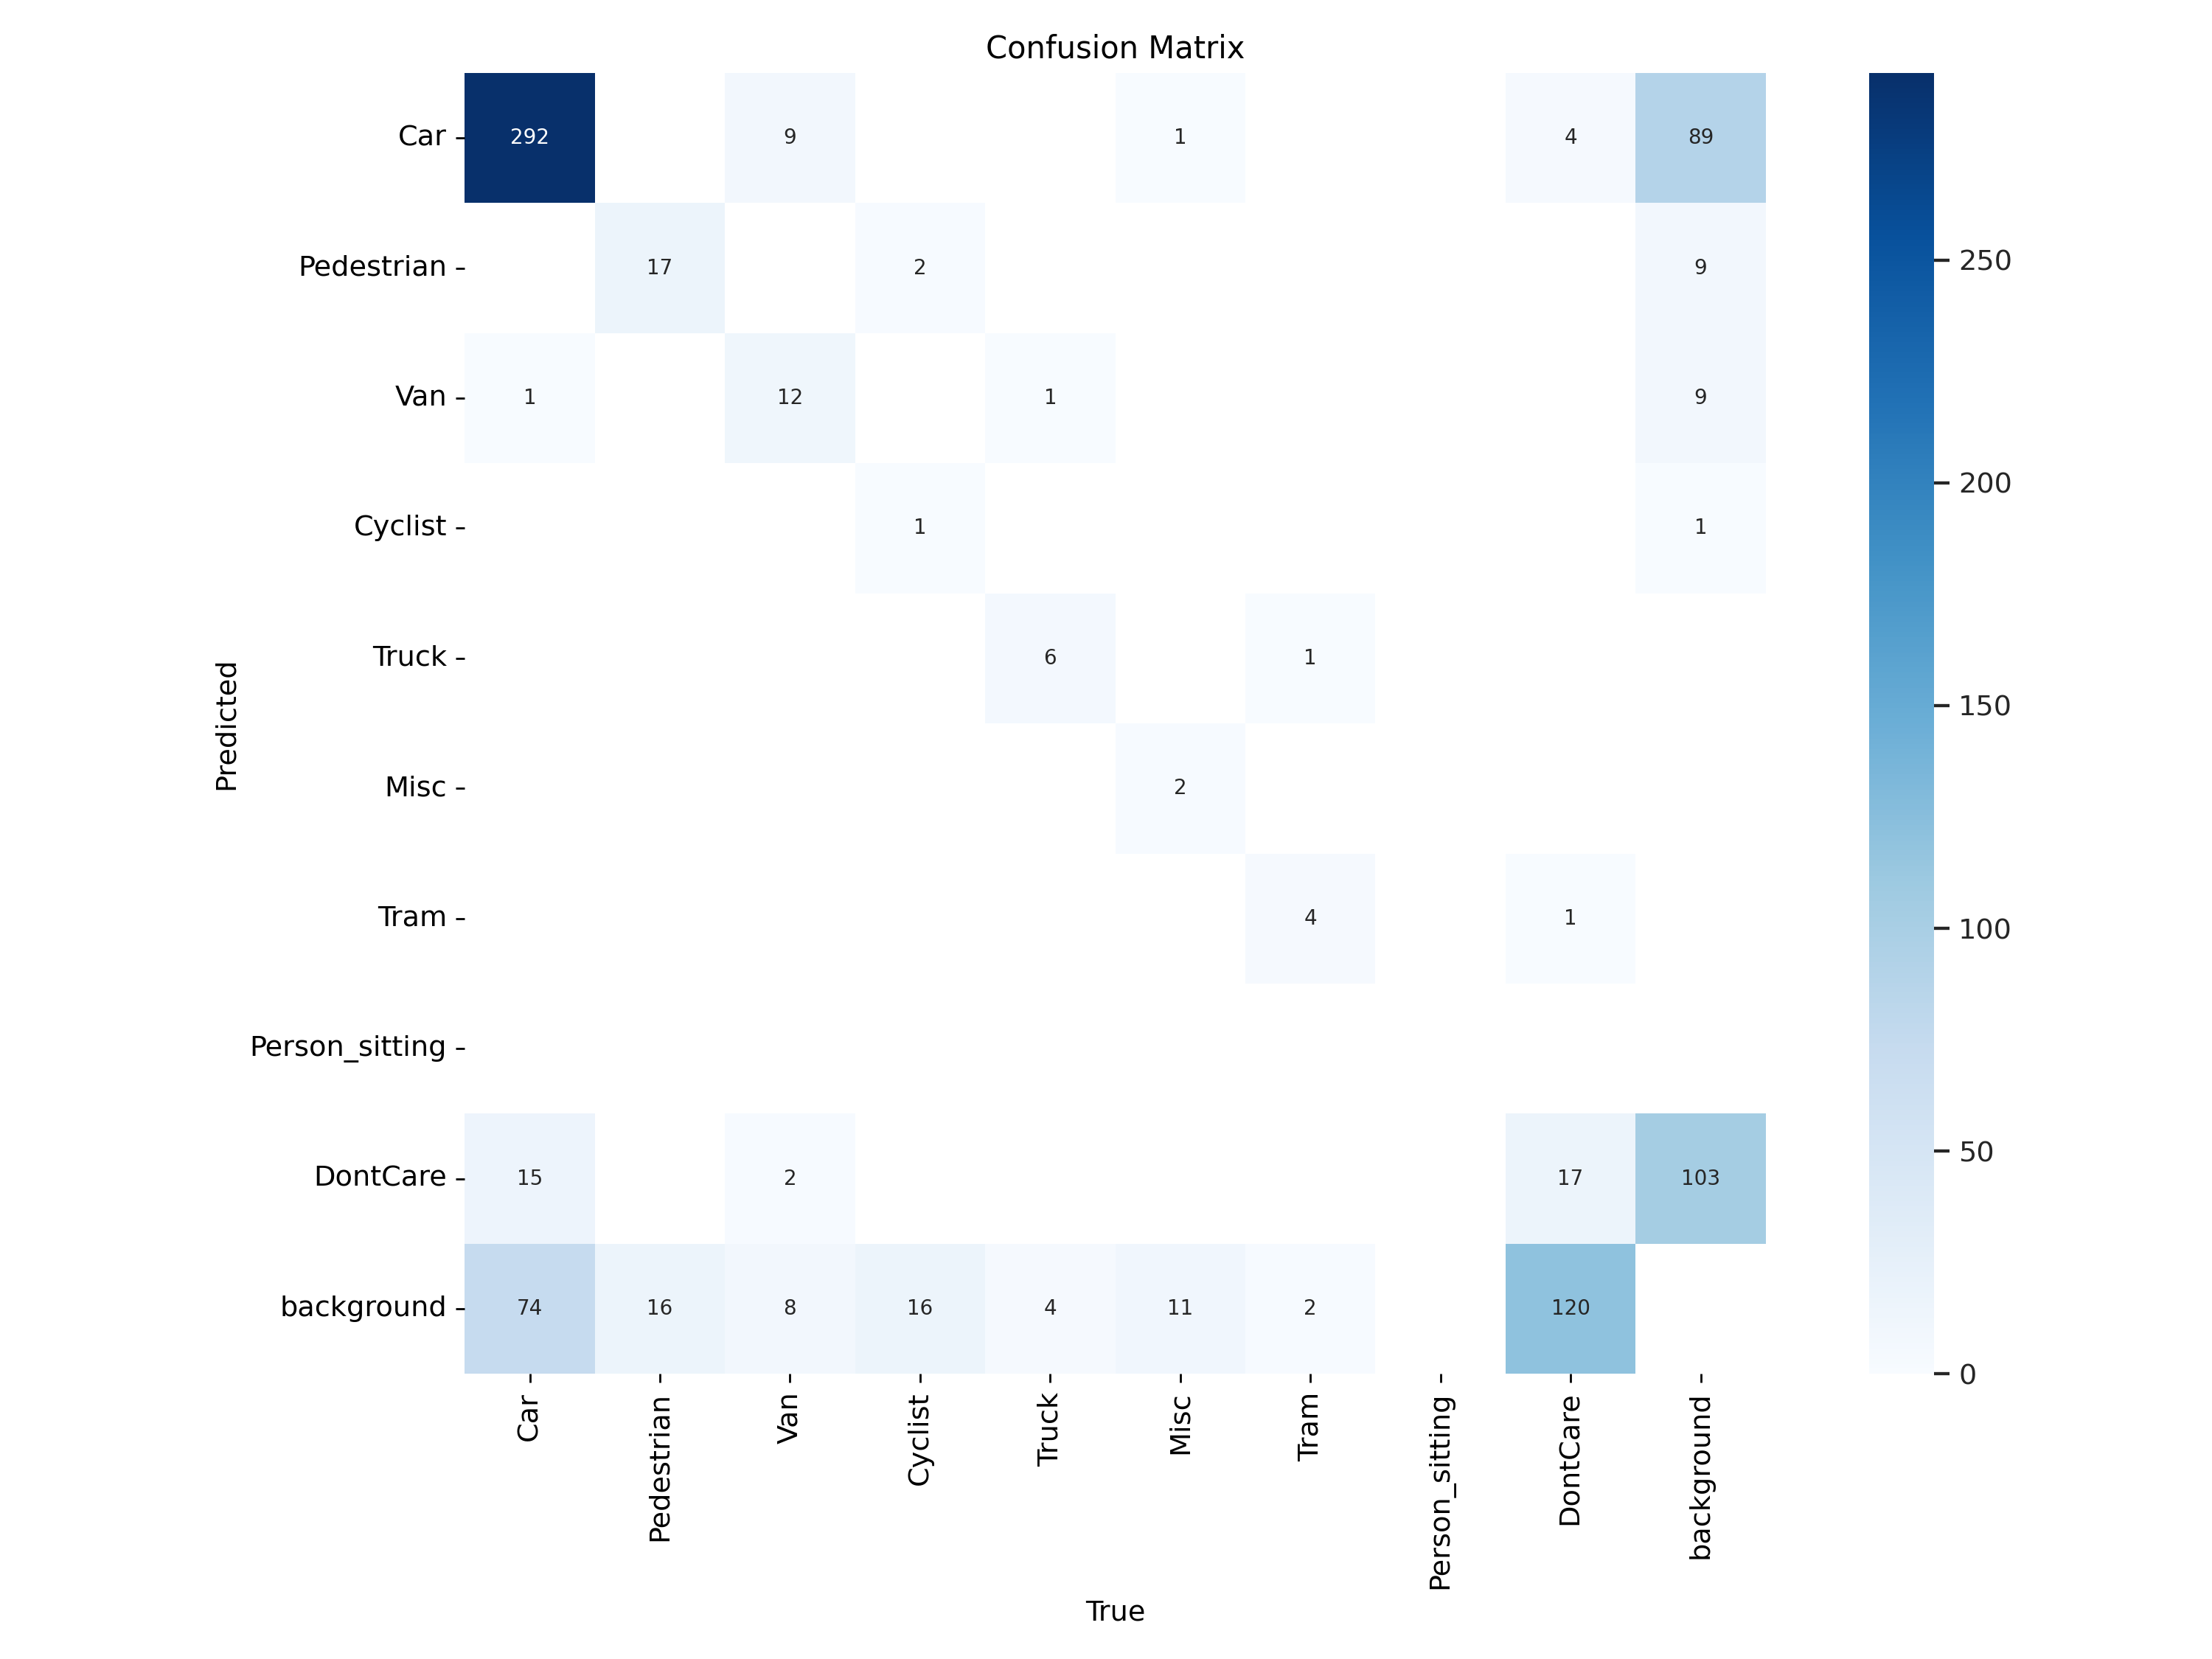 Confusion Matrix
Car 292 9 1 4 89
Pedestrian 17 2 9
250
Van 1 12 1 9
200
Cyclist 1 1
Truck 6 1
150
Predicted
Misc 2
Tram 4 1
100
Person_sitting
DontCare 15 2 17 103
50
background 74 16 8 16 4 11 2 120
0
Car Pedestrian Van Cyclist Truck Misc Tram Person_sitting DontCare background
True